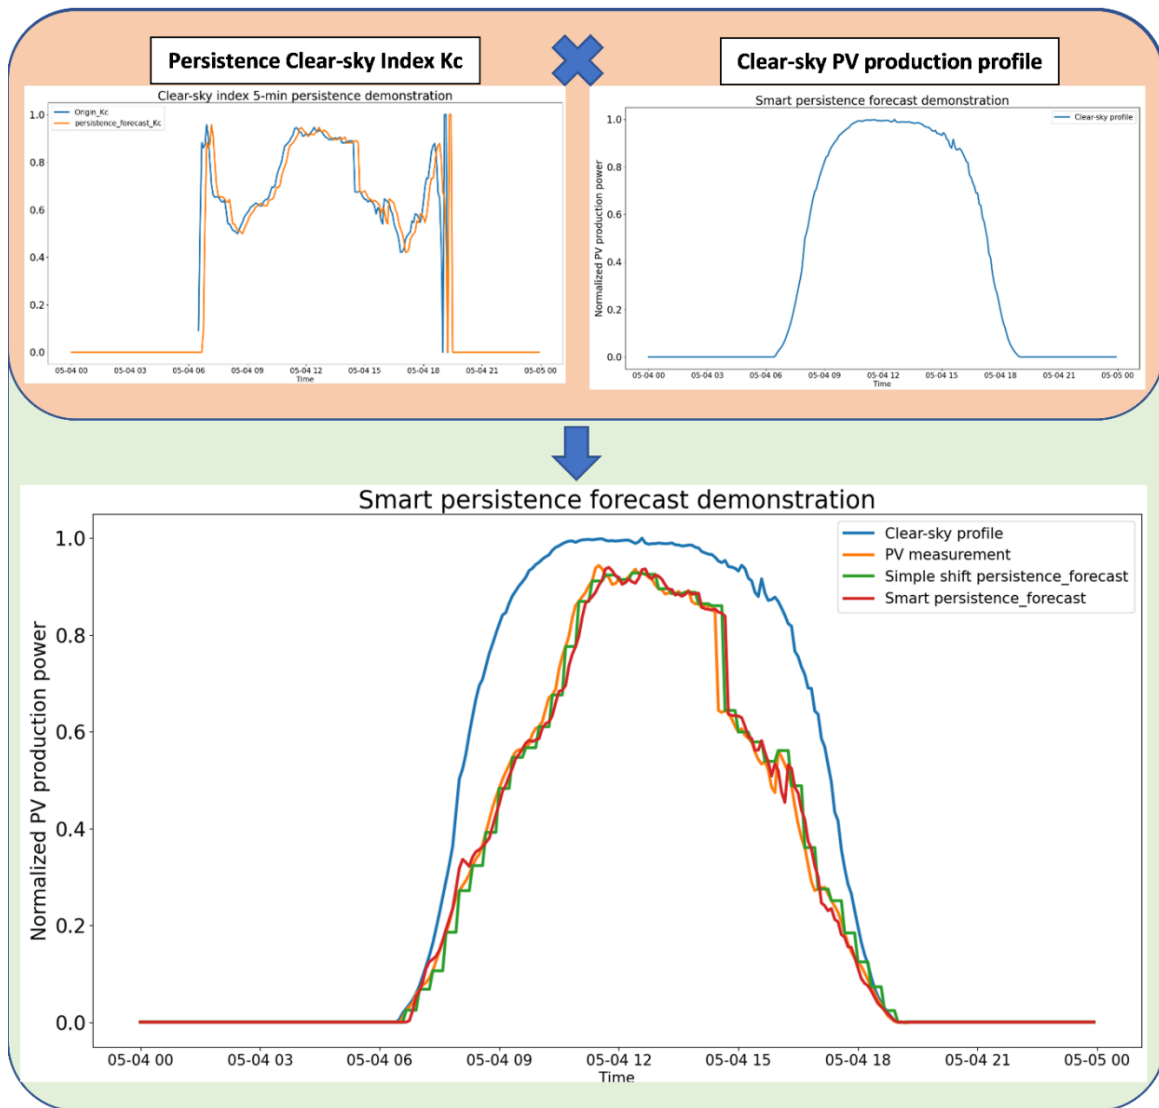 Persistence Clear-sky Index Kc
Clear-sky PV production profile
Clear-sky index 5-min persistence demonstration
Origin_Kc
persistence_forecast_Kc
1.0
0.8
0.6
0.4
0.2
0.0
05-04 00 05-04 03 05-04 06 05-04 09 05-04 12 05-04 15 05-04 18 05-04 21 05-05 00
Time
Smart persistence forecast demonstration
Clear-sky profile
Normalized PV production power
1.0
0.8
0.6
0.4
0.2
0.0
05-04 00 05-04 03 05-04 06 05-04 09 05-04 12 05-04 15 05-04 18 05-04 21 05-05 00
Time
Smart persistence forecast demonstration
Clear-sky profile
PV measurement
Simple shift persistence_forecast
Smart persistence_forecast
Normalized PV production power
1.0
0.8
0.6
0.4
0.2
0.0
05-04 00 05-04 03 05-04 06 05-04 09 05-04 12 05-04 15 05-04 18 05-04 21 05-05 00
Time